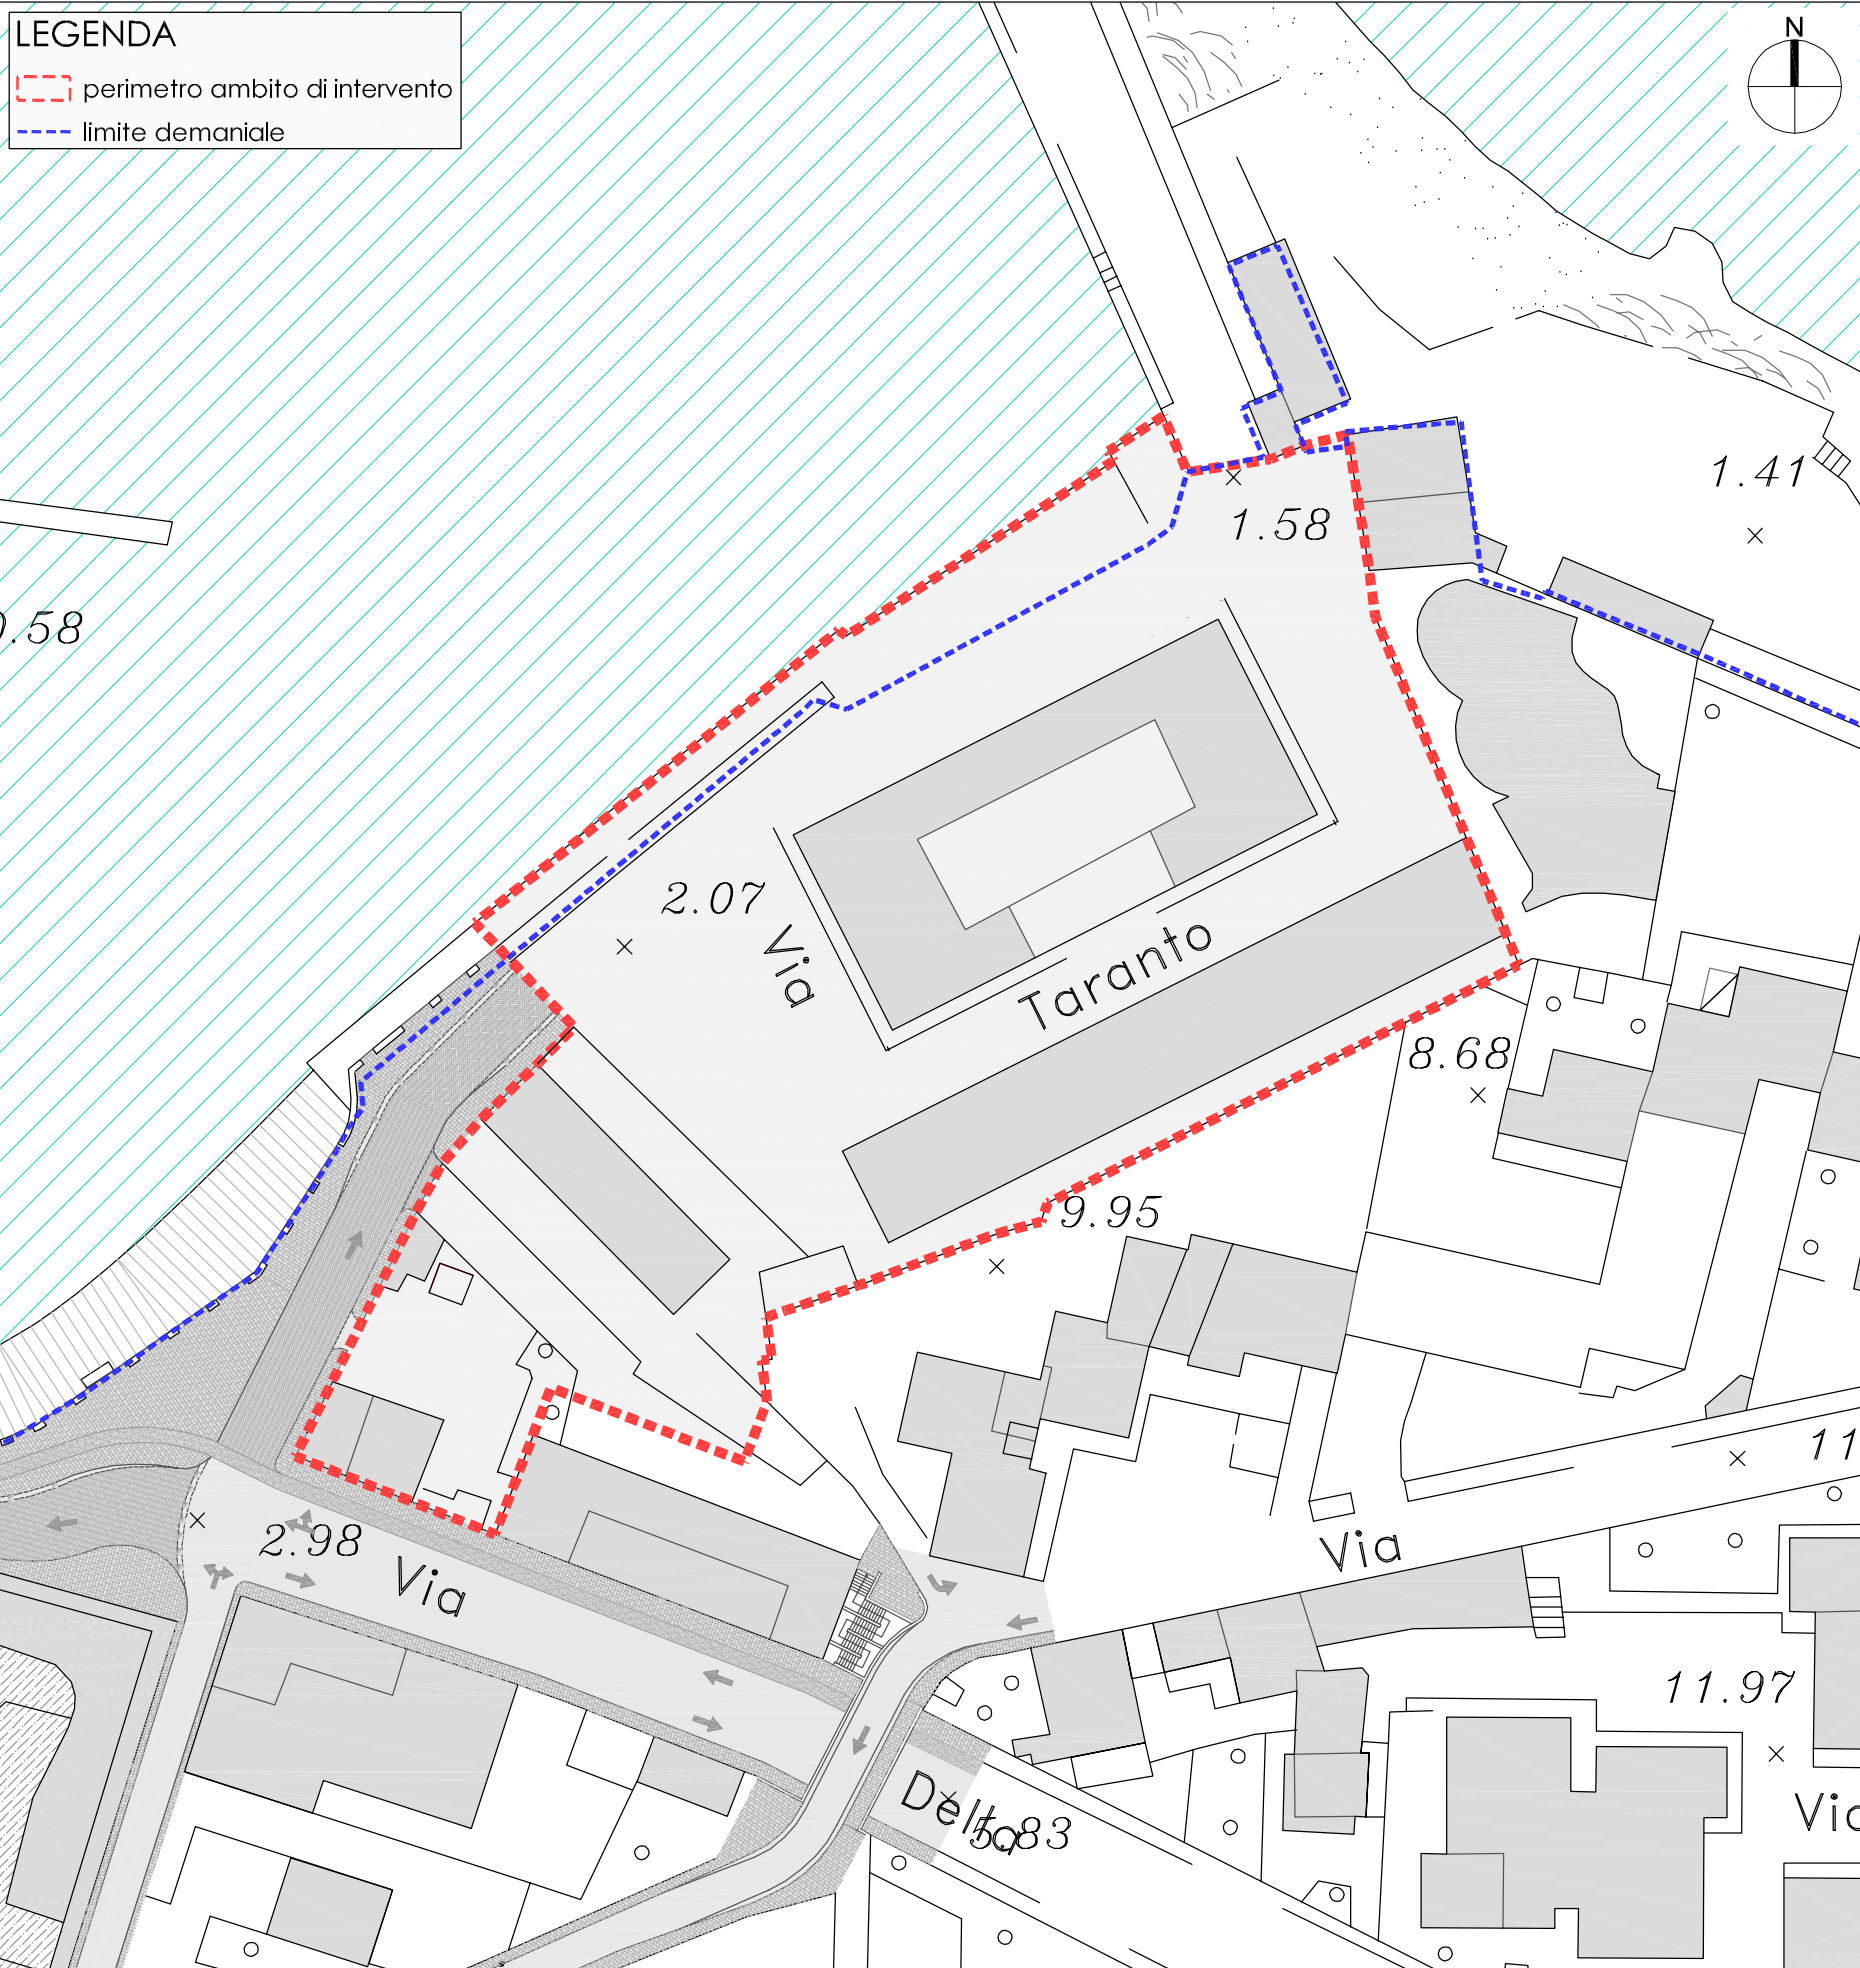 LEGENDA
perimetro ambito di intervento
limite demaniale
N
1.41
1.58
.58
2.07
Via
Taranto
8.68
9.95
11
Via
2.98
Via
11.97
Delta
5.83
Via